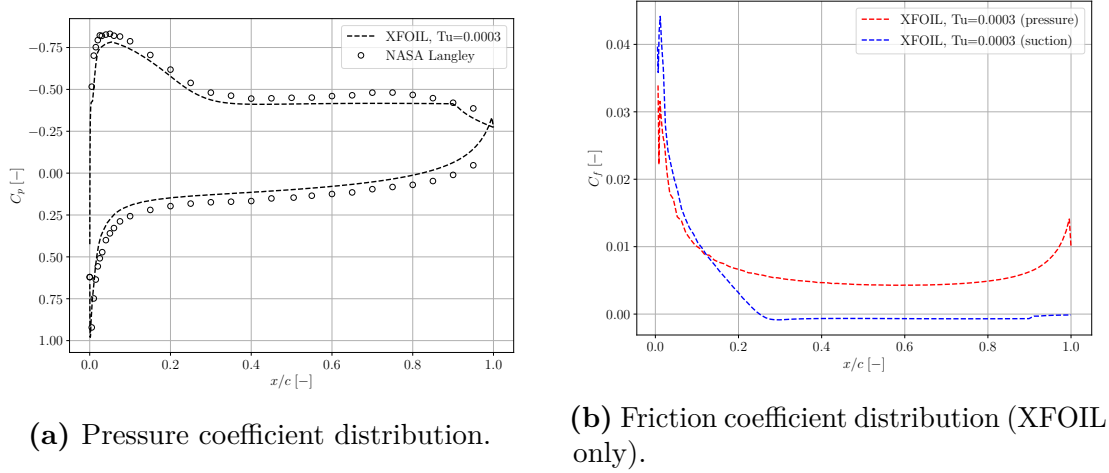 −0.75
−0.50
−0.25
0.00
0.25
0.50
0.75
1.00
C_p [−]
0.0 0.2 0.4 0.6 0.8 1.0
x/c [−]
XFOIL, Tu=0.0003
NASA Langley
(a) Pressure coefficient distribution.
0.04
0.03
0.02
0.01
0.00
C_f [−]
0.0 0.2 0.4 0.6 0.8 1.0
x/c [−]
XFOIL, Tu=0.0003 (pressure)
XFOIL, Tu=0.0003 (suction)
(b) Friction coefficient distribution (XFOIL
only).